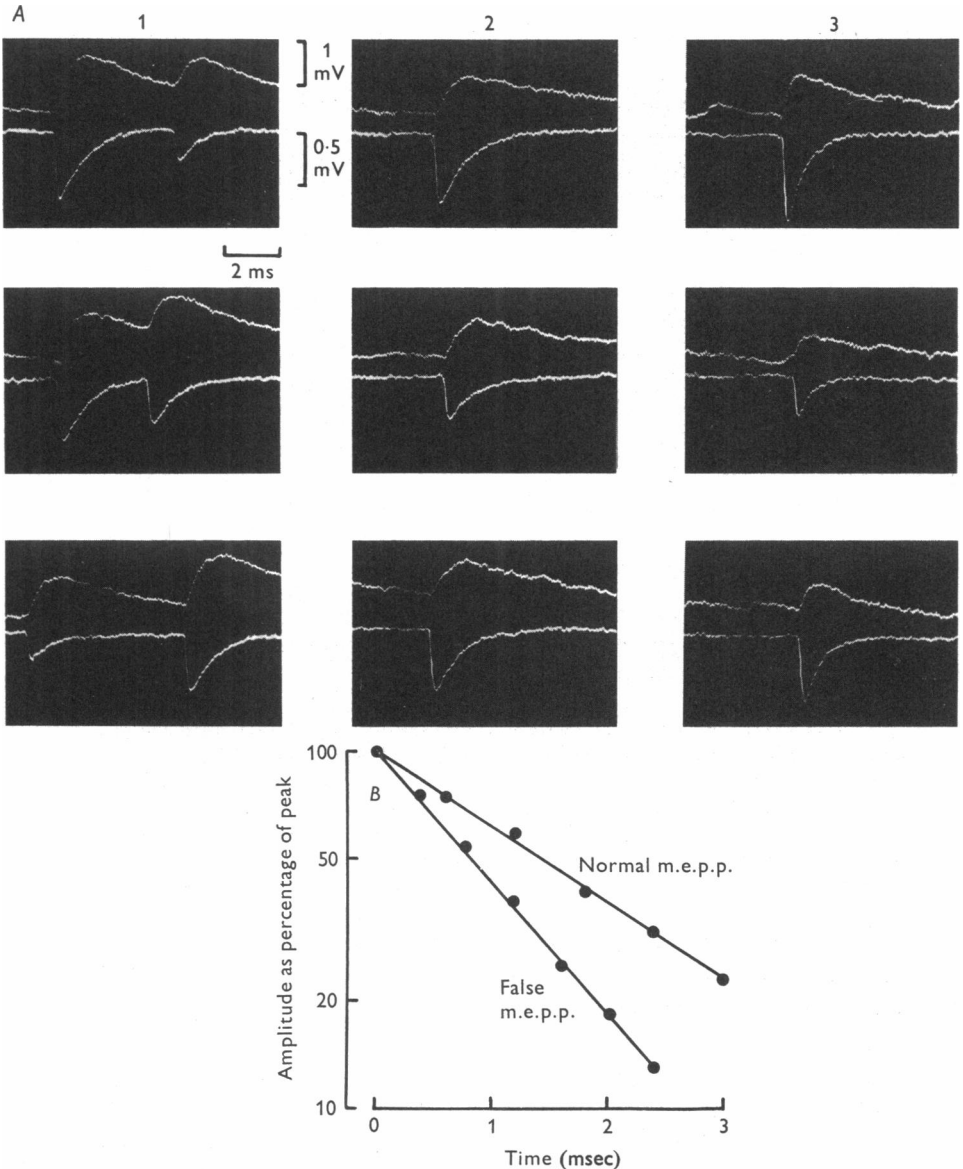 A
1 2 3
1
mV
0·5
mV
2 ms
B
Amplitude as percentage of peak
100
50
20
10
Normal m.e.p.p.
False
m.e.p.p.
0 1 2 3
Time (msec)